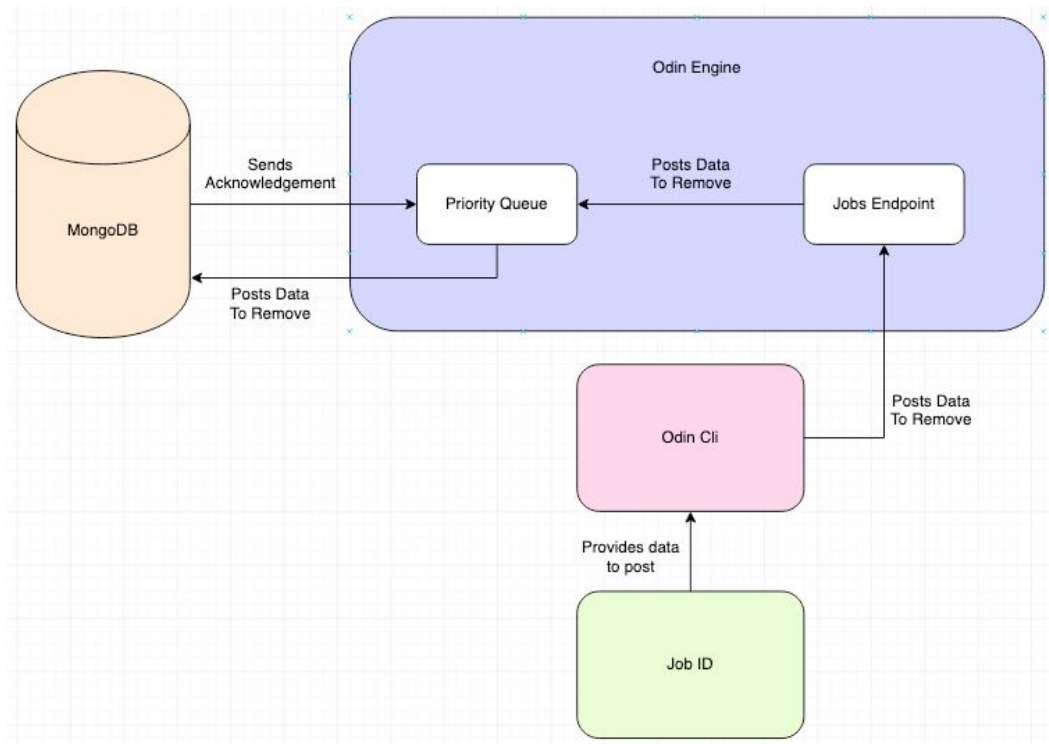 Odin Engine
Sends
Acknowledgement
Posts Data
To Remove
Priority Queue
Jobs Endpoint
MongoDB
Posts Data
To Remove
Posts Data
To Remove
Odin Cli
Provides data
to post
Job ID